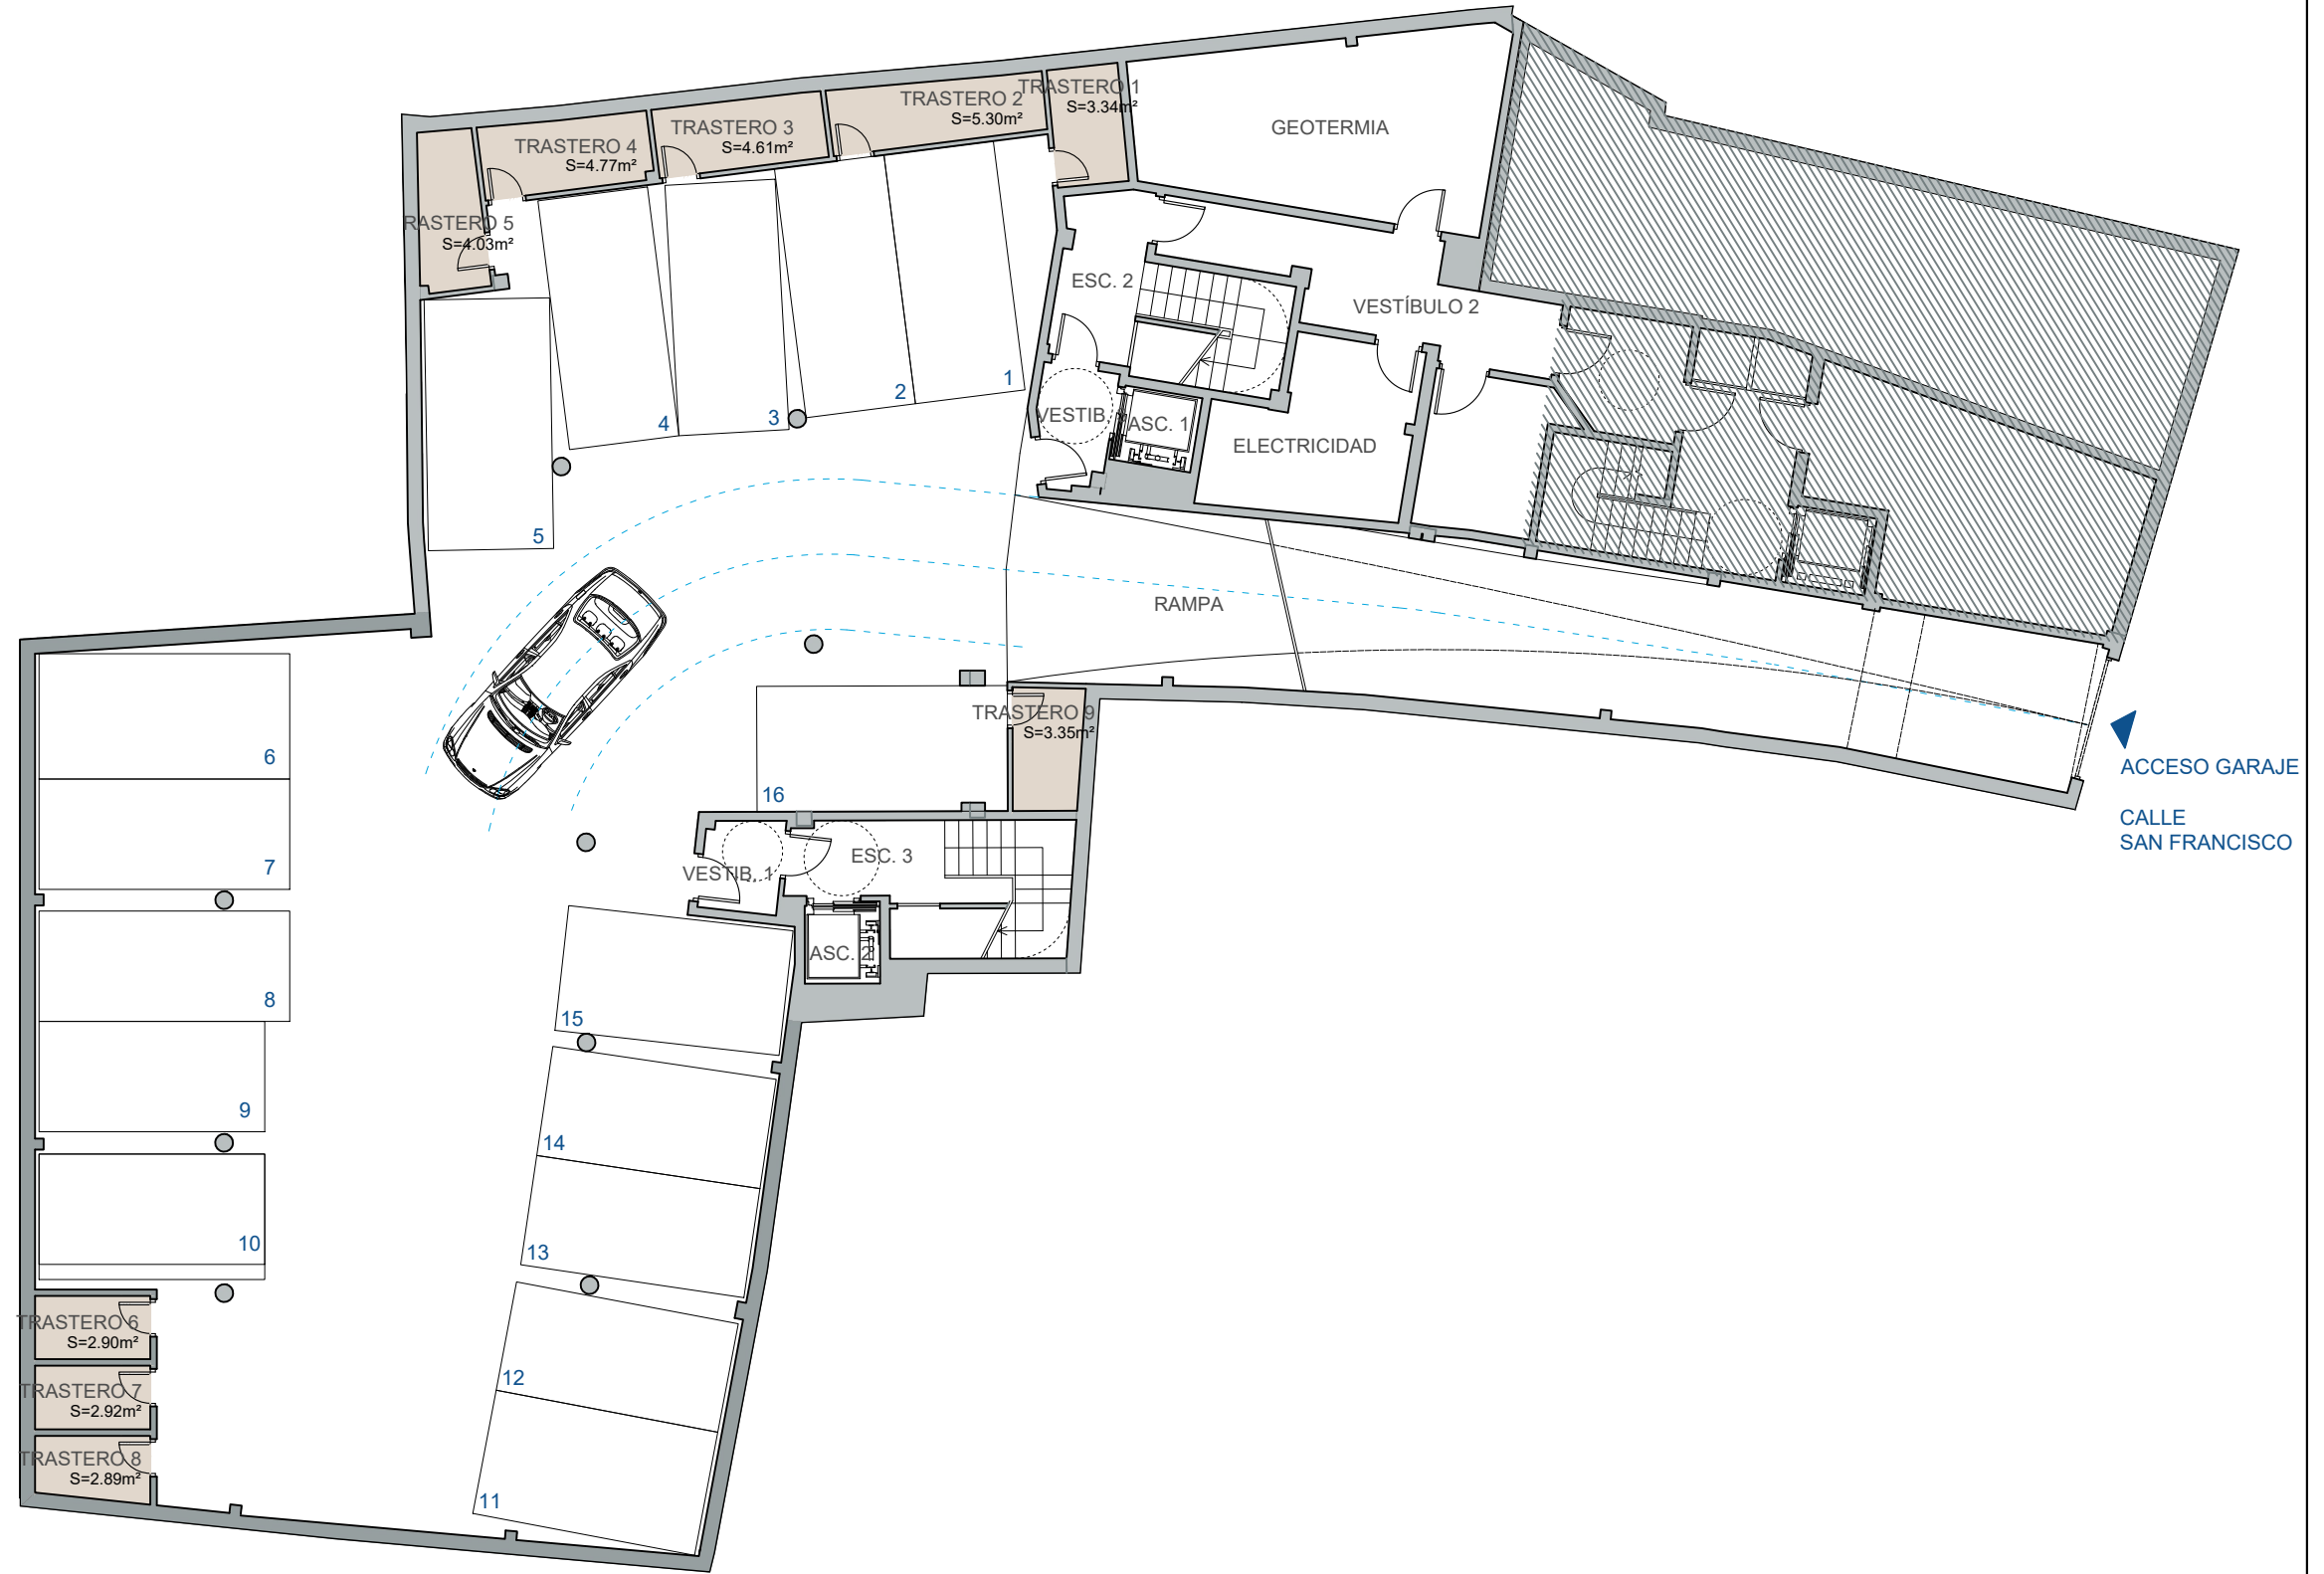 TRASTERO 1
S=3.34m²
TRASTERO 2
S=5.30m²
TRASTERO 3
S=4.61m²
TRASTERO 4
S=4.77m²
RASTERO 5
S=4.03m²
GEOTERMIA
ESC. 2
VESTÍBULO 2
1
2
3
4
VESTIB.
ASC. 1
ELECTRICIDAD
5
RAMPA
6
TRASTERO 9
S=3.35m²
16
ACCESO GARAJE
CALLE
SAN FRANCISCO
7
VESTIB. 1
ESC. 3
ASC. 2
8
15
9
14
10
13
TRASTERO 6
S=2.90m²
12
TRASTERO 7
S=2.92m²
TRASTERO 8
S=2.89m²
11